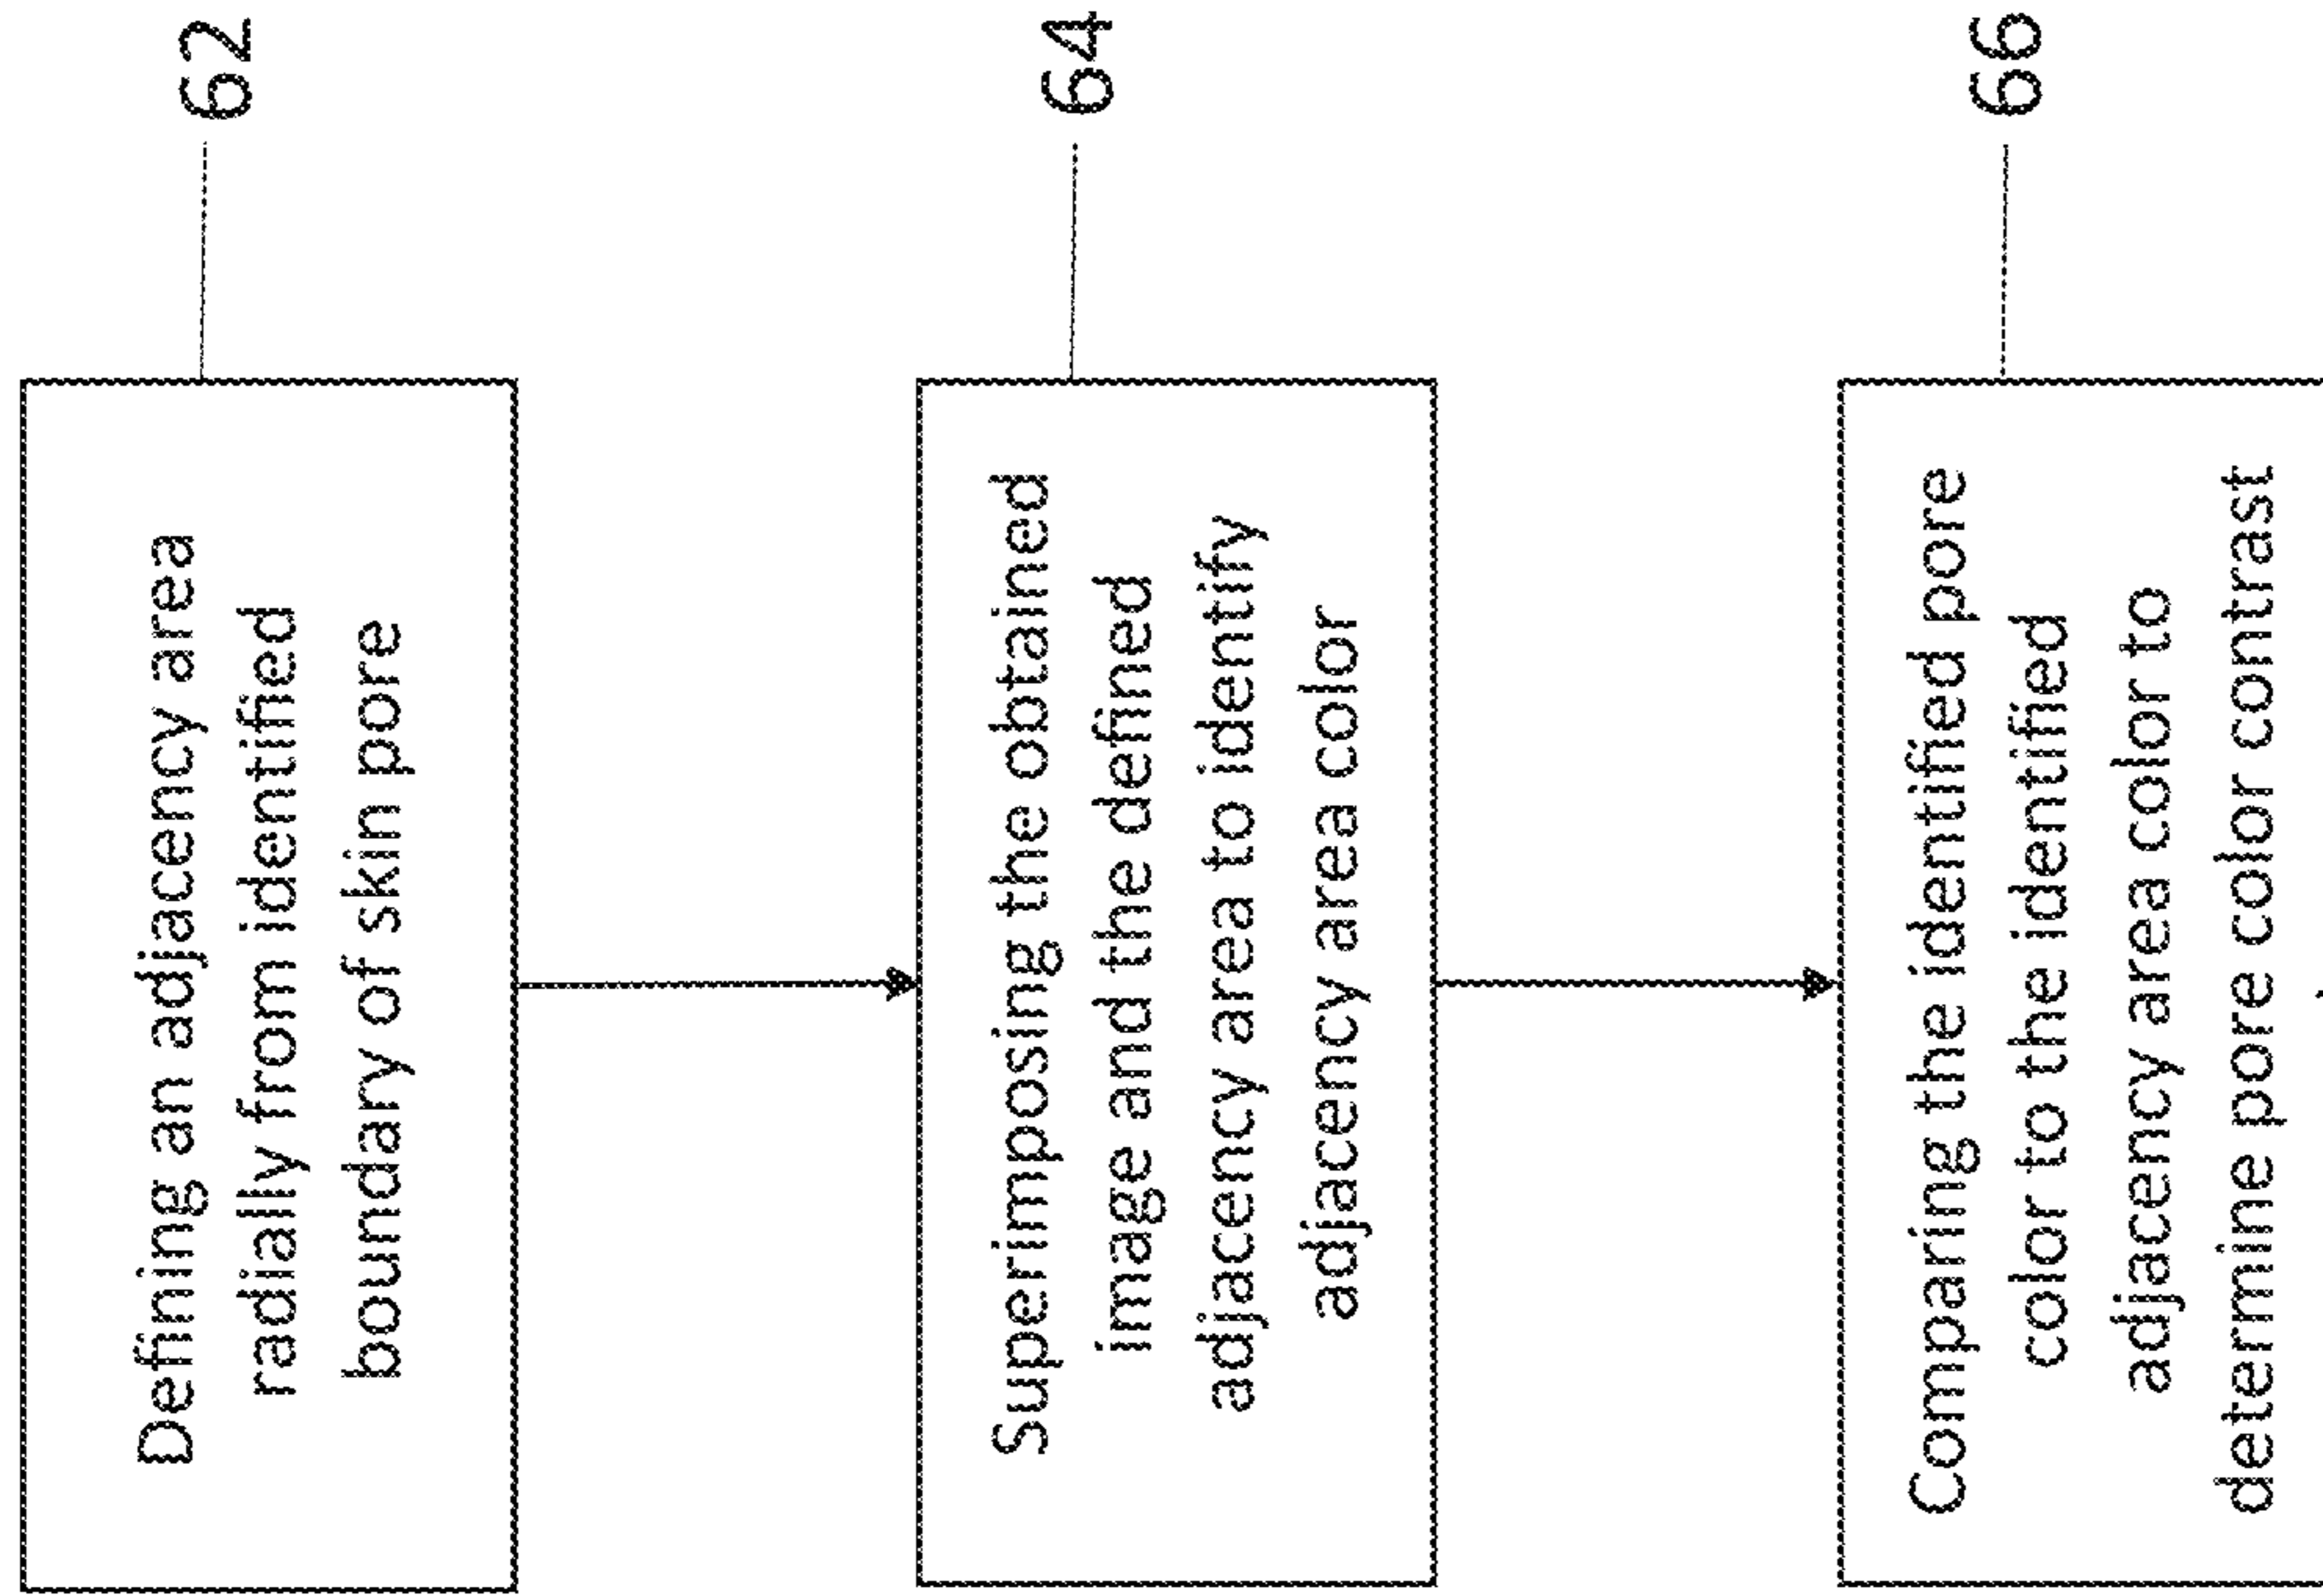 Defining an adjacency area
radially from identified
boundary of skin pore
62
Superimposing the obtained
image and the defined
adjacency area to identify
adjacency area color
64
Comparing the identified pore
color to the identified
adjacency area color to
determine pore color contrast
66